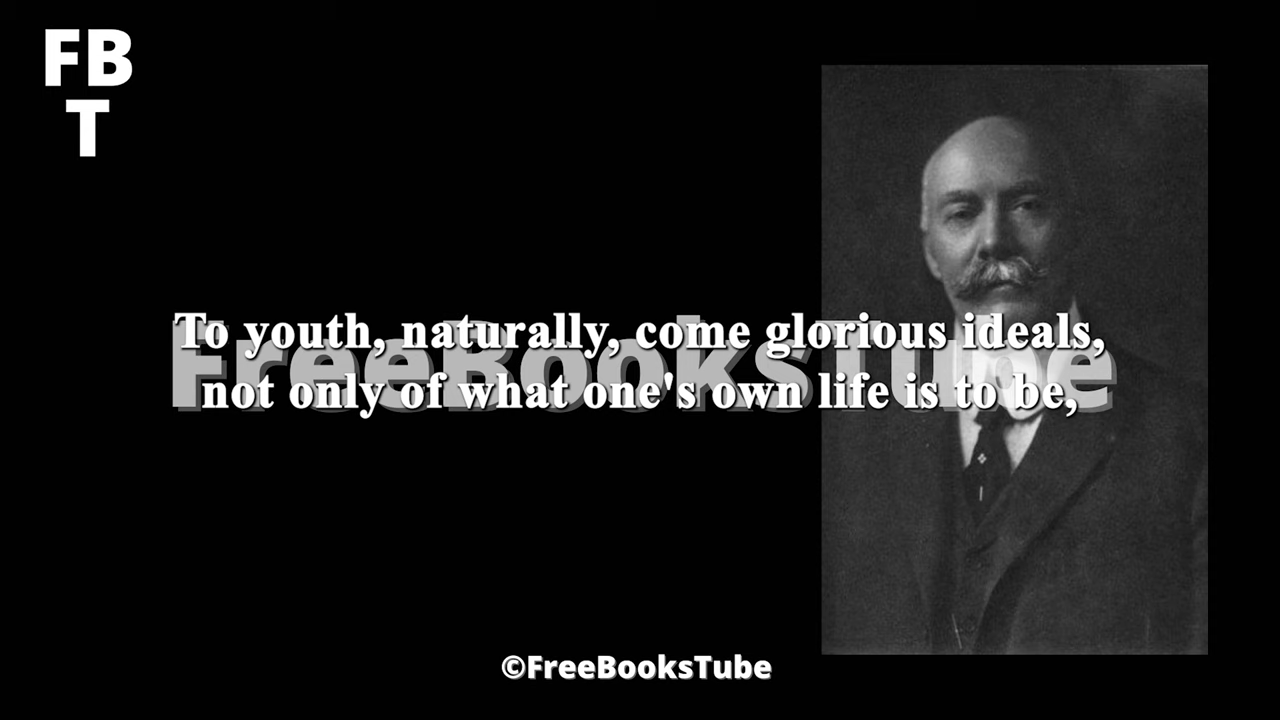 FB
T
FreeBooksTube
To youth, naturally, come glorious ideals,
not only of what one's own life is to be,
©FreeBooksTube